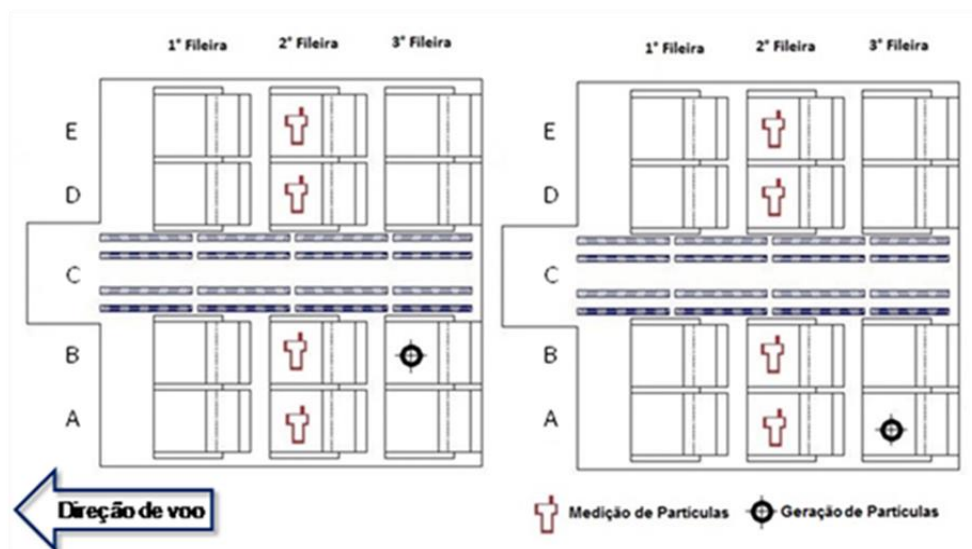 1° Fileira 2° Fileira 3° Fileira
E
D
C
B
A
1° Fileira 2° Fileira 3° Fileira
E
D
C
B
A
Direção de voo
Medição de Partículas
Geração de Partículas